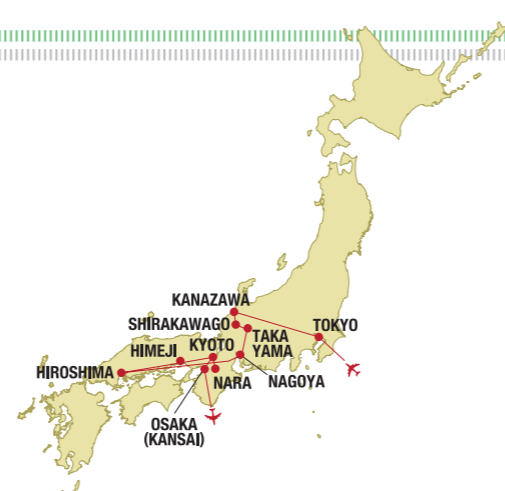 KANAZAWA
SHIRAKAWAGO
TOKYO
TAKA
YAMA
KYOTO
HIMEJI
HIROSHIMA
NAGOYA
NARA
OSAKA
(KANSAI)